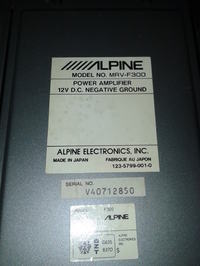 ALPINE
MODEL NO. MRV-F300
POWER AMPLIFIER
12V D.C. NEGATIVE GROUND
ALPINE ELECTRONICS, INC.
MADE IN JAPAN FABRIQUE AU JAPON
123-5799-001-0
SERIAL NO.
V40712850
F300
ALPINE